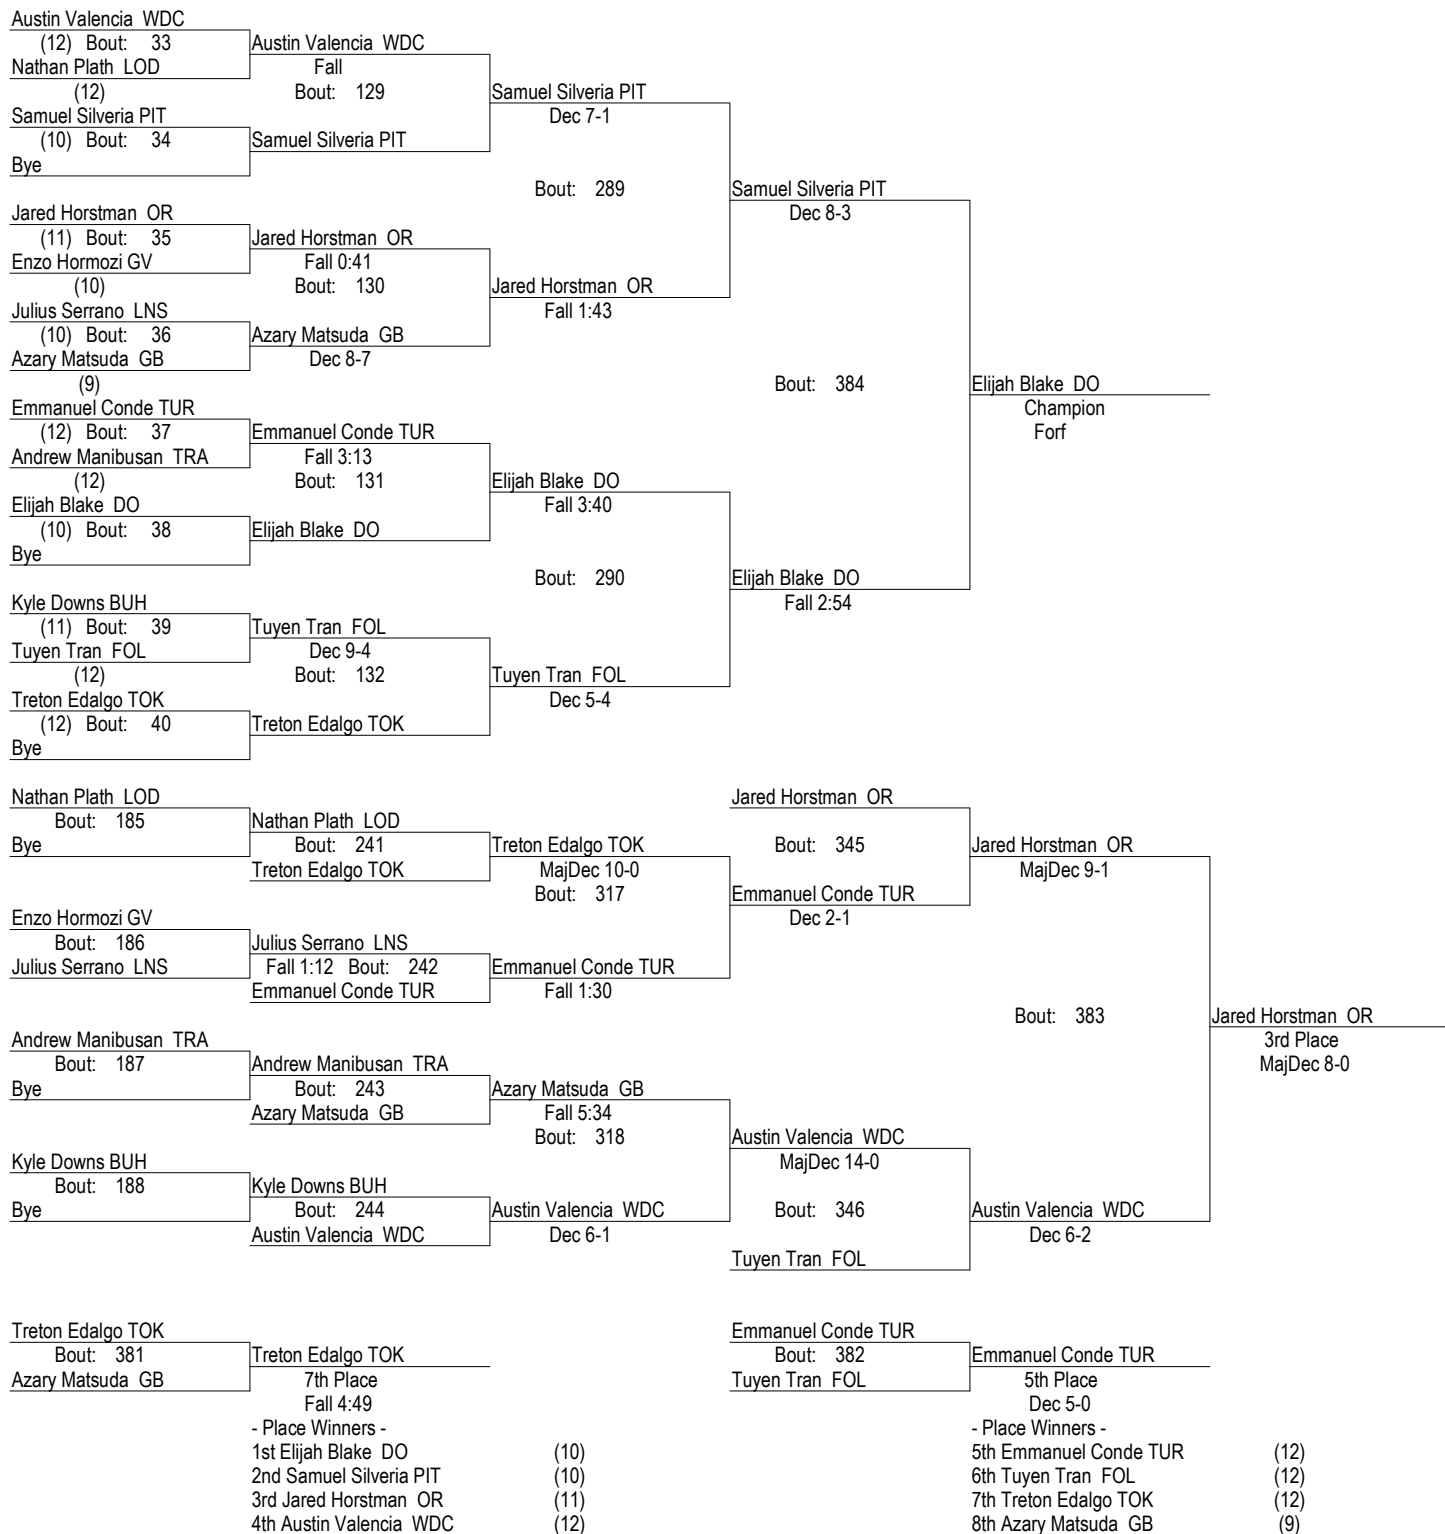 Austin Valencia  WDC
(12)  Bout:   33
Austin Valencia  WDC
Nathan Plath  LOD
Fall
(12)
Bout:   129
Samuel Silveria PIT
Samuel Silveria PIT
Dec 7-1
(10)  Bout:   34
Samuel Silveria PIT
Bye
Bout:   289
Samuel Silveria PIT
Jared Horstman  OR
Dec 8-3
(11)  Bout:   35
Jared Horstman  OR
Enzo Hormozi GV
Fall 0:41
(10)
Bout:   130
Jared Horstman  OR
Julius Serrano  LNS
Fall 1:43
(10)  Bout:   36
Azary Matsuda  GB
Azary Matsuda  GB
Dec 8-7
(9)
Bout:   384
Elijah Blake  DO
Emmanuel Conde TUR
Champion
(12)  Bout:   37
Emmanuel Conde TUR
Forf
Andrew Manibusan  TRA
Fall 3:13
(12)
Bout:   131
Elijah Blake  DO
Elijah Blake  DO
Fall 3:40
(10)  Bout:   38
Elijah Blake  DO
Bye
Bout:   290
Elijah Blake  DO
Kyle Downs BUH
Fall 2:54
(11)  Bout:   39
Tuyen Tran  FOL
Tuyen Tran  FOL
Dec 9-4
(12)
Bout:   132
Tuyen Tran  FOL
Treton Edalgo TOK
Dec 5-4
(12)  Bout:   40
Treton Edalgo TOK
Bye
Nathan Plath  LOD
Jared Horstman  OR
Bout:   185
Nathan Plath  LOD
Bye
Bout:   241
Treton Edalgo TOK
Bout:   345
Jared Horstman  OR
Treton Edalgo TOK
MajDec 10-0
MajDec 9-1
Bout:   317
Emmanuel Conde TUR
Enzo Hormozi GV
Dec 2-1
Bout:   186
Julius Serrano  LNS
Julius Serrano  LNS
Fall 1:12  Bout:   242
Emmanuel Conde TUR
Emmanuel Conde TUR
Fall 1:30
Bout:   383
Jared Horstman  OR
Andrew Manibusan  TRA
3rd Place
Bout:   187
Andrew Manibusan  TRA
MajDec 8-0
Bye
Bout:   243
Azary Matsuda  GB
Azary Matsuda  GB
Fall 5:34
Bout:   318
Austin Valencia  WDC
Kyle Downs BUH
MajDec 14-0
Bout:   188
Kyle Downs BUH
Bye
Bout:   244
Austin Valencia  WDC
Bout:   346
Austin Valencia  WDC
Austin Valencia  WDC
Dec 6-1
Dec 6-2
Tuyen Tran  FOL
Treton Edalgo TOK
Emmanuel Conde TUR
Bout:   381
Treton Edalgo TOK
Bout:   382
Emmanuel Conde TUR
Azary Matsuda  GB
7th Place
Tuyen Tran  FOL
5th Place
Fall 4:49
Dec 5-0
- Place Winners -
1st Elijah Blake  DO (10)
2nd Samuel Silveria PIT (10)
3rd Jared Horstman  OR (11)
4th Austin Valencia  WDC (12)
- Place Winners -
5th Emmanuel Conde TUR (12)
6th Tuyen Tran  FOL (12)
7th Treton Edalgo TOK (12)
8th Azary Matsuda  GB (9)